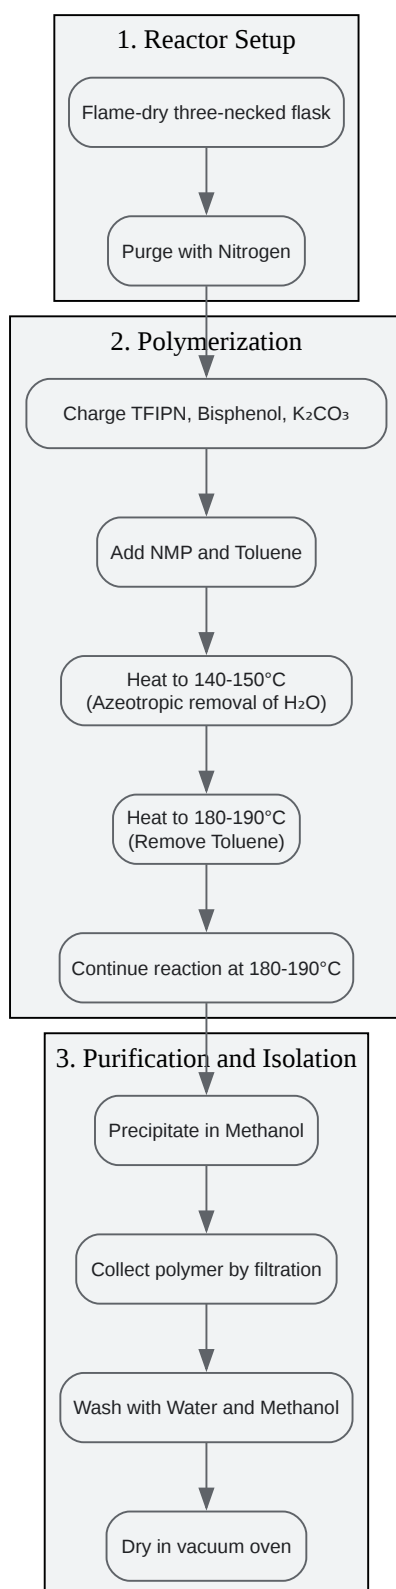 1. Reactor Setup
Flame-dry three-necked flask
Purge with Nitrogen
2. Polymerization
Charge TFIPN, Bisphenol, K₂CO₃
Add NMP and Toluene
Heat to 140-150°C
(Azeotropic removal of H₂O)
Heat to 180-190°C
(Remove Toluene)
Continue reaction at 180-190°C
3. Purification and Isolation
Precipitate in Methanol
Collect polymer by filtration
Wash with Water and Methanol
Dry in vacuum oven